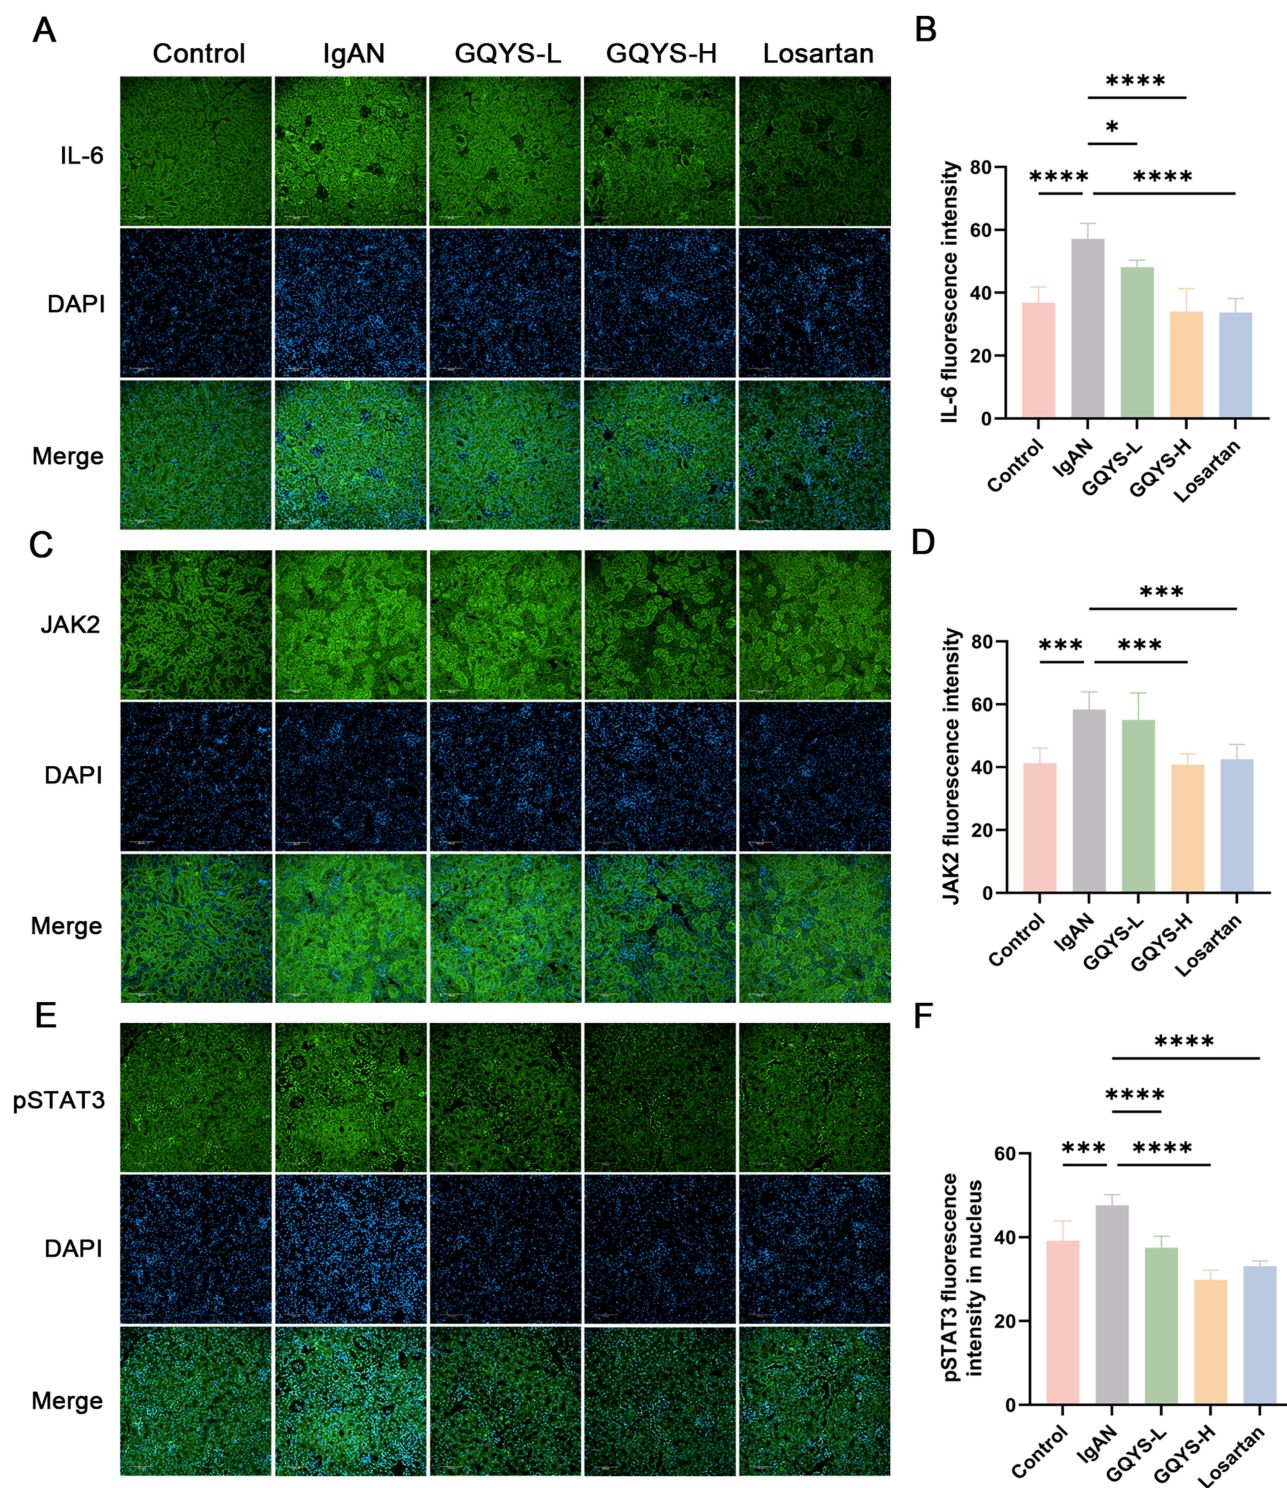 A
Control IgAN GQYS-L GQYS-H Losartan
IL-6
DAPI
Merge
B
****
*
**** ****
IL-6 fluorescence intensity
80
60
40
20
0
Control IgAN GQYS-L GQYS-H Losartan
C
JAK2
DAPI
Merge
D
***
*** ***
JAK2 fluorescence intensity
80
60
40
20
0
Control IgAN GQYS-L GQYS-H Losartan
E
pSTAT3
DAPI
Merge
F
****
****
*** ****
pSTAT3 fluorescence
intensity in nucleus
60
40
20
0
Control IgAN GQYS-L GQYS-H Losartan